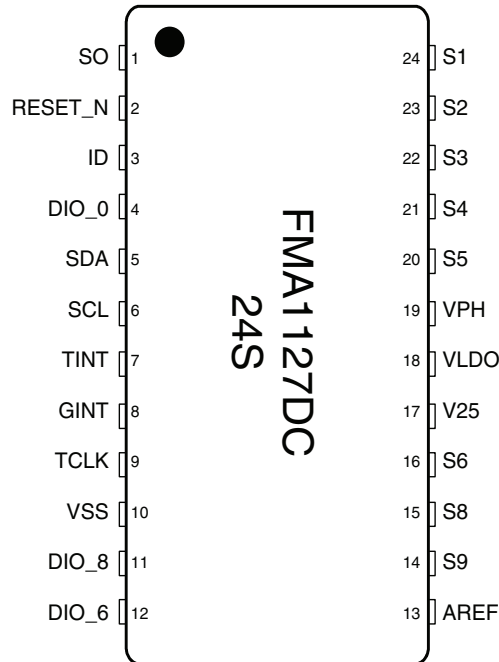 SO 1
RESET_N 2
ID 3
DIO_0 4
SDA 5
SCL 6
TINT 7
GINT 8
TCLK 9
VSS 10
DIO_8 11
DIO_6 12
FMA1127DC
24S
24 S1
23 S2
22 S3
21 S4
20 S5
19 VPH
18 VLDO
17 V25
16 S6
15 S8
14 S9
13 AREF